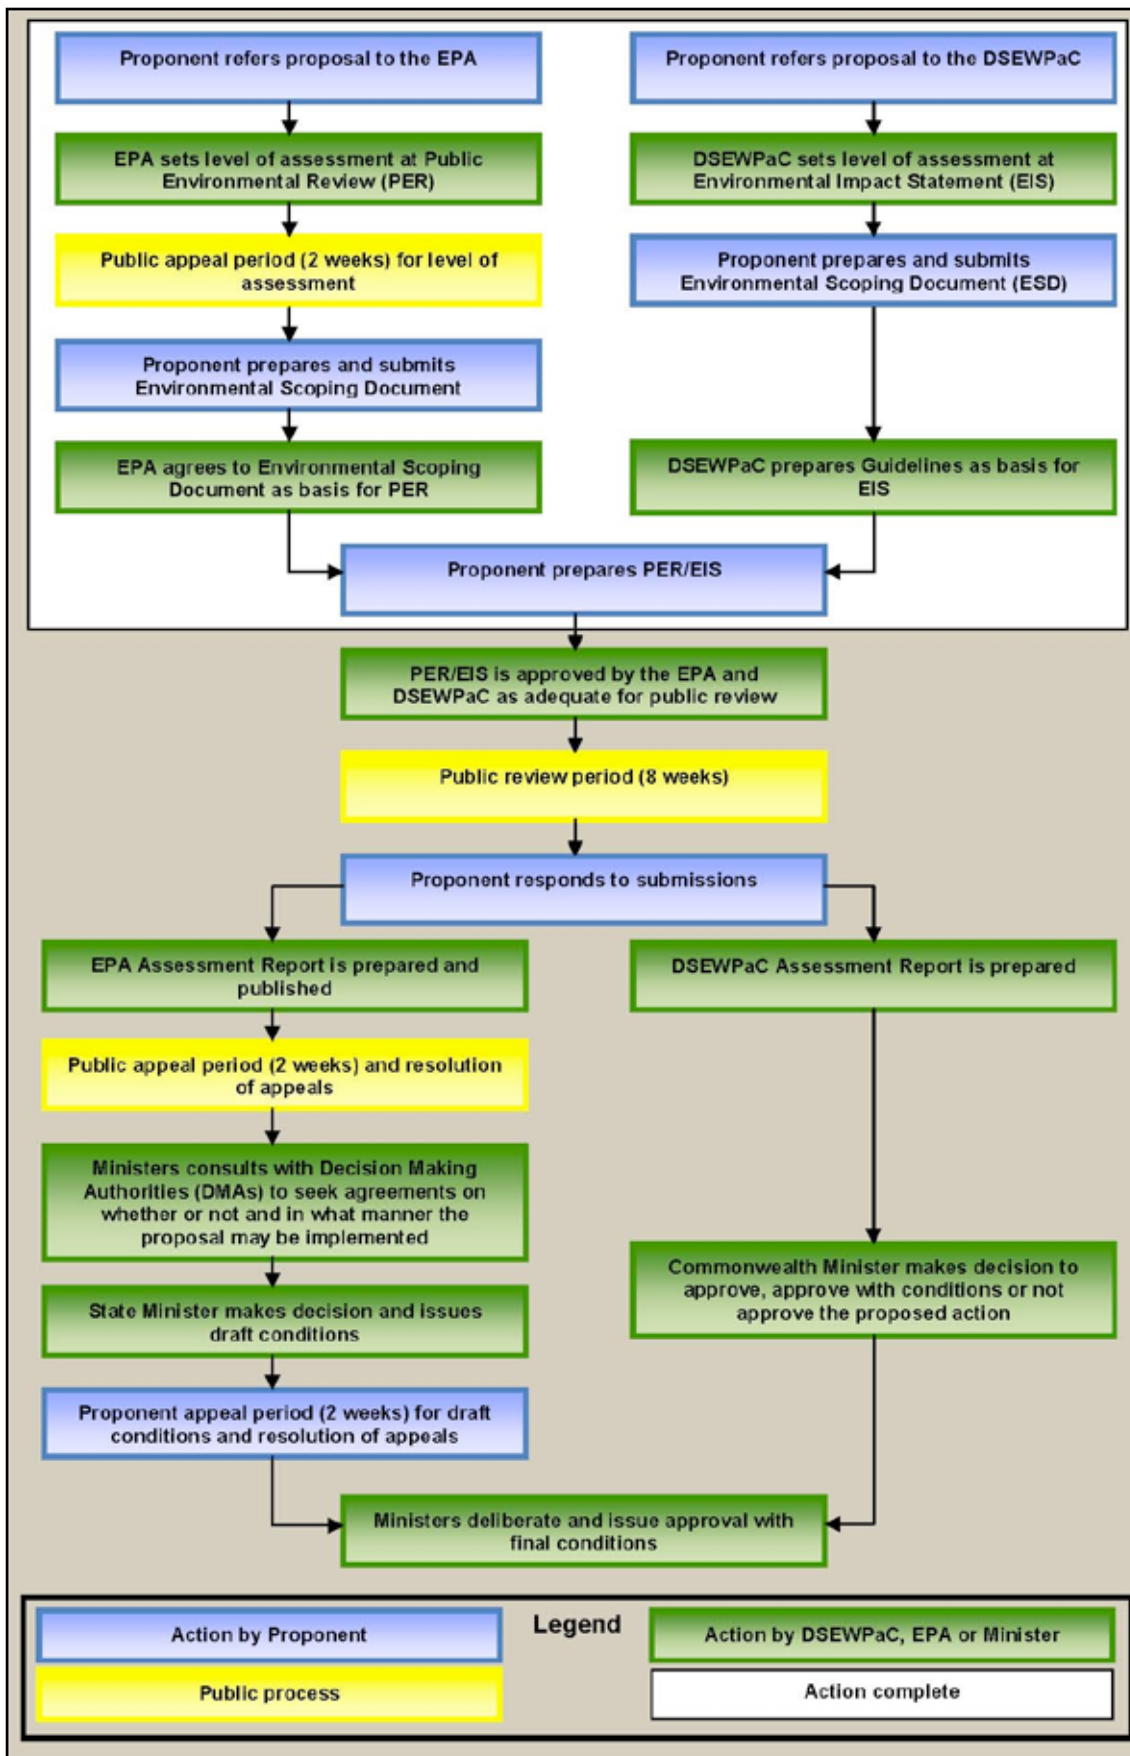 Proponent refers proposal to the EPA
Proponent refers proposal to the DSEWPaC
EPA sets level of assessment at Public
Environmental Review (PER)
DSEWPaC sets level of assessment at
Environmental Impact Statement (EIS)
Public appeal period (2 weeks) for level of
assessment
Proponent prepares and submits
Environmental Scoping Document (ESD)
Proponent prepares and submits
Environmental Scoping Document
EPA agrees to Environmental Scoping
Document as basis for PER
DSEWPaC prepares Guidelines as basis for
EIS
Proponent prepares PER/EIS
PER/EIS is approved by the EPA and
DSEWPaC as adequate for public review
Public review period (8 weeks)
Proponent responds to submissions
EPA Assessment Report is prepared and
published
DSEWPaC Assessment Report is prepared
Public appeal period (2 weeks) and resolution
of appeals
Ministers consults with Decision Making
Authorities (DMAs) to seek agreements on
whether or not and in what manner the
proposal may be implemented
Commonwealth Minister makes decision to
approve, approve with conditions or not
approve the proposed action
State Minister makes decision and issues
draft conditions
Proponent appeal period (2 weeks) for draft
conditions and resolution of appeals
Ministers deliberate and issue approval with
final conditions
Legend
Action by Proponent
Action by DSEWPaC, EPA or Minister
Public process
Action complete